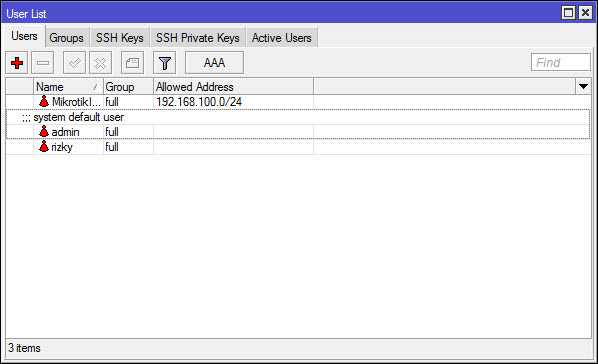 User List
Users Groups SSH Keys SSH Private Keys Active Users
AAA Find
Name Group Allowed Address
MikrotikI... full 192.168.100.0/24
;;; system default user
admin full
rizky full
3 items